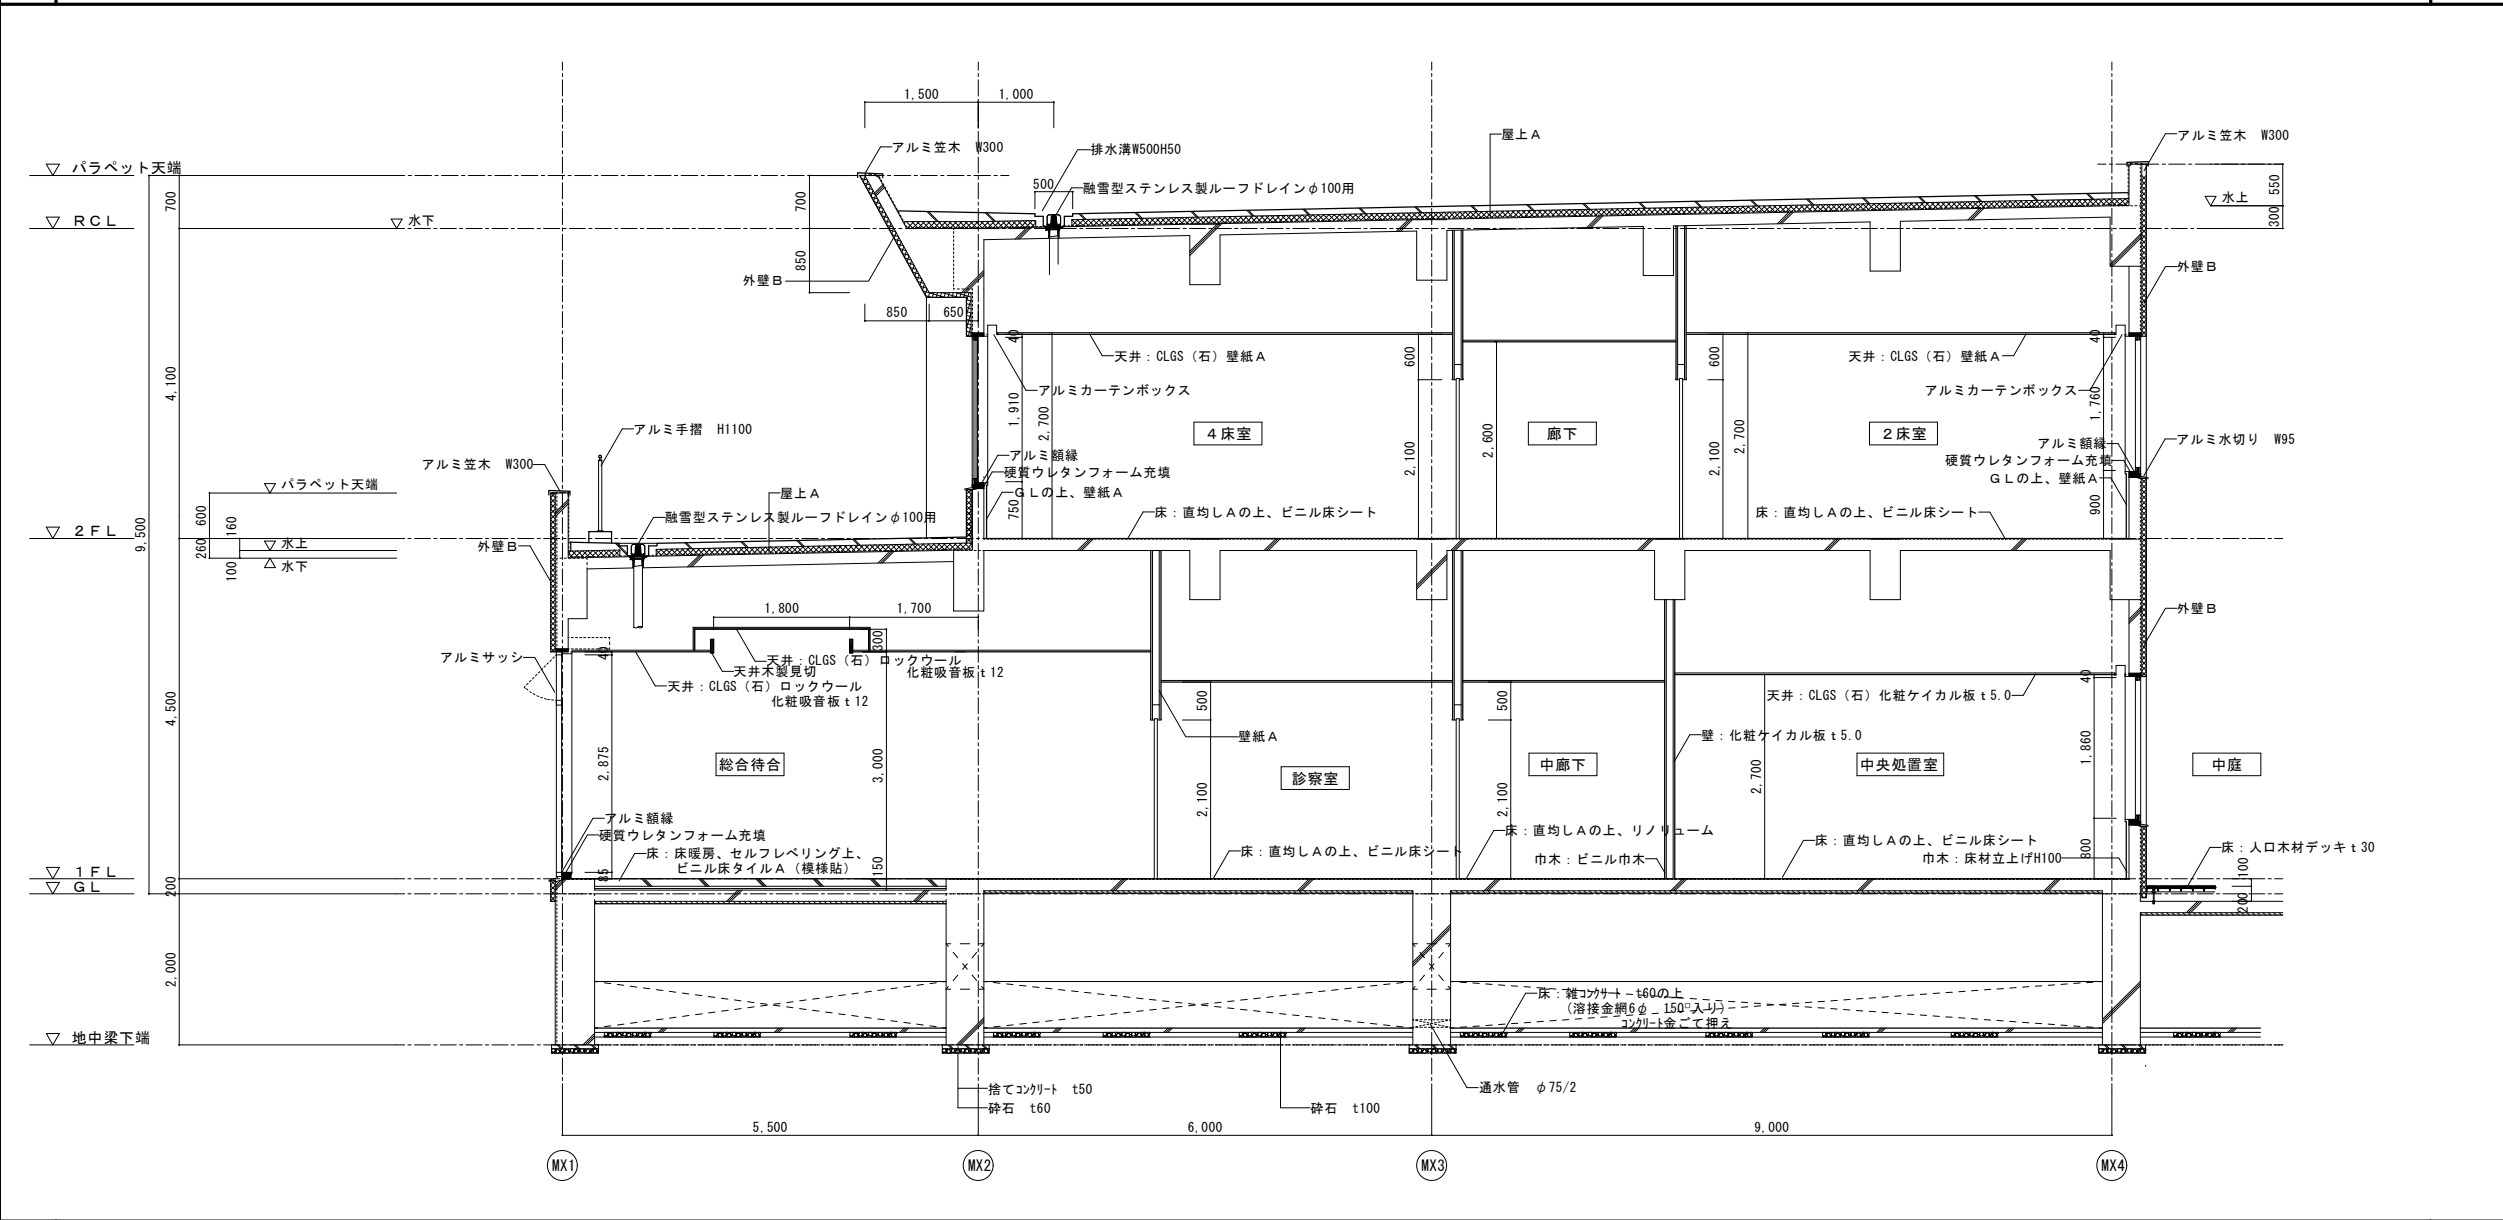 1,500
1,000
アルミ笠木　W300
排水溝W500H50
屋上Ａ
アルミ笠木　W300
▽ パラペット天端
500
融雪型ステンレス製ルーフドレインφ100用
700
700
550
▽ 水上
▽ ＲＣＬ
▽ 水下
300
850
外壁Ｂ
外壁Ｂ
850
650
40
40
天井：CLGS（石）壁紙Ａ
600
600
天井：CLGS（石）壁紙Ａ
4,100
アルミカーテンボックス
アルミカーテンボックス
1,910
2,700
1,760
アルミ手摺　H1100
４床室
廊下
２床室
2,100
2,600
2,100
2,700
アルミ額縁
アルミ額縁
アルミ水切り　W95
アルミ笠木　W300
硬質ウレタンフォーム充填
硬質ウレタンフォーム充填
ＧＬの上、壁紙Ａ
ＧＬの上、壁紙Ａ
▽ パラペット天端
屋上Ａ
750
900
600
160
融雪型ステンレス製ルーフドレインφ100用
床：直均しＡの上、ビニル床シート
床：直均しＡの上、ビニル床シート
▽ ２ＦＬ
9,500
260
▽ 水上
外壁Ｂ
100
△ 水下
1,800
1,700
外壁Ｂ
300
アルミサッシ
40
天井：CLGS（石）ロックウール
化粧吸音板ｔ12
天井木製見切
天井：CLGS（石）ロックウール
化粧吸音板ｔ12
40
天井：CLGS（石）化粧ケイカル板ｔ5.0
4,500
500
500
壁紙Ａ
壁：化粧ケイカル板ｔ5.0
2,875
3,000
1,860
総合待合
診察室
中廊下
中央処置室
中庭
2,100
2,100
2,700
アルミ額縁
硬質ウレタンフォーム充填
床：床暖房、セルフレベリング上、
ビニル床タイルＡ（模様貼）
床：直均しＡの上、リノリューム
床：直均しＡの上、ビニル床シート
床：直均しＡの上、ビニル床シート
巾木：ビニル巾木
巾木：床材立上げH100
800
床：人口木材デッキｔ30
150
85
100
▽ １ＦＬ
▽ ＧＬ
200
200
2,000
床：雑ｺﾝｸﾘｰﾄ　t60の上
（溶接金網6φ　150□入り）
ｺﾝｸﾘｰﾄ金ごて押え
▽ 地中梁下端
捨てｺﾝｸﾘｰﾄ　t50
砕石　t60
砕石　t100
通水管　φ75/2
5,500
6,000
9,000
MX1
MX2
MX3
MX4